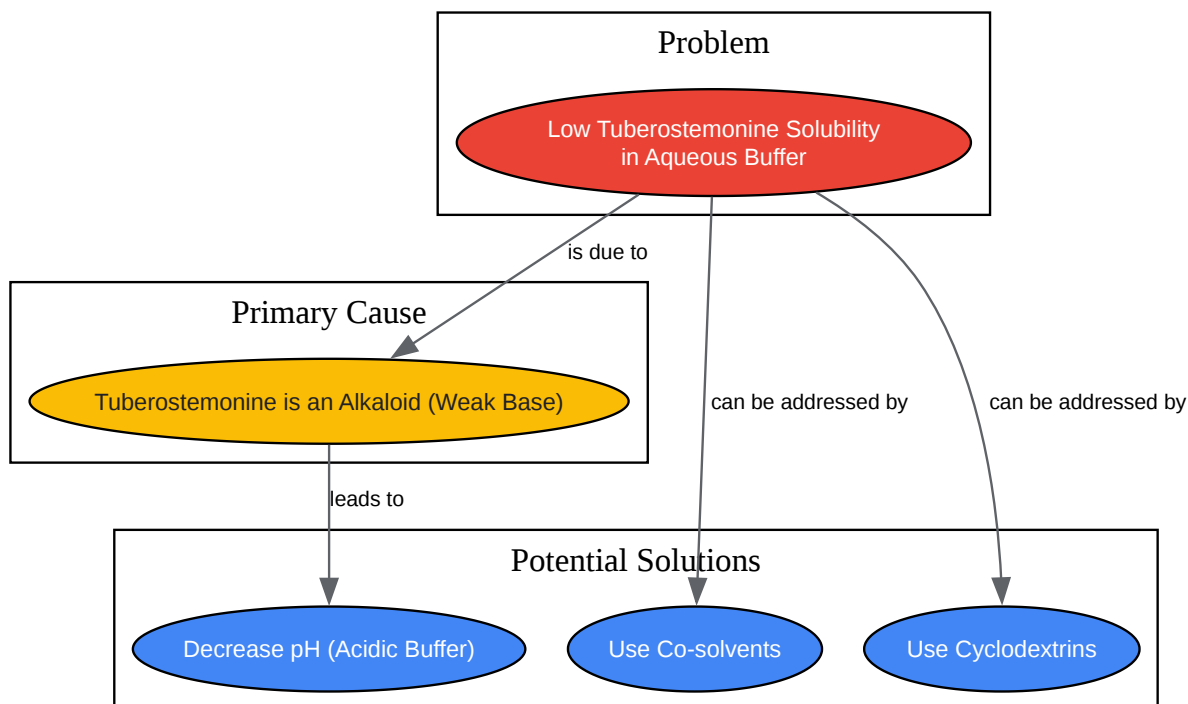 Problem
Low Tuberostemonine Solubility
in Aqueous Buffer
is due to
Primary Cause
Tuberostemonine is an Alkaloid (Weak Base)
can be addressed by
can be addressed by
leads to
Potential Solutions
Decrease pH (Acidic Buffer)
Use Co-solvents
Use Cyclodextrins